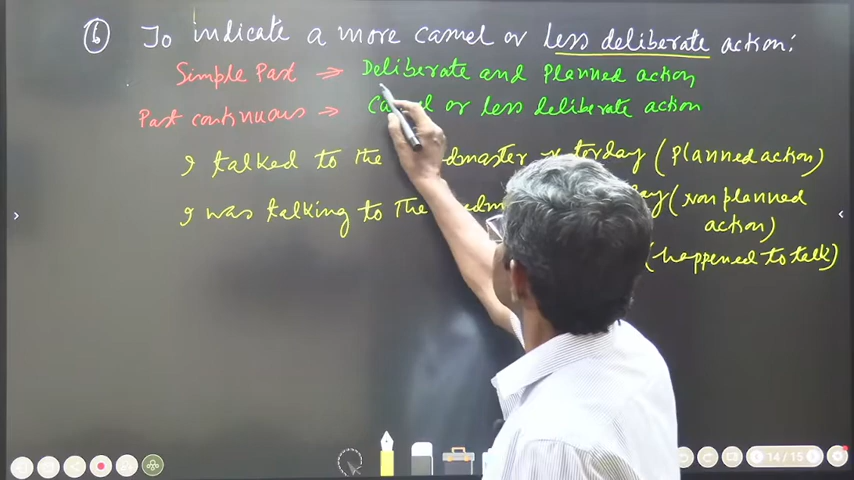 (6) To indicate a more camel or less deliberate action:
Simple Past ⇒ Deliberate and Planned action
Past continuous ⇒ or less deliberate action
I talked to the yesterday (Planned action)
I was talking to the (non planned action)
(happened to talk)
14/15